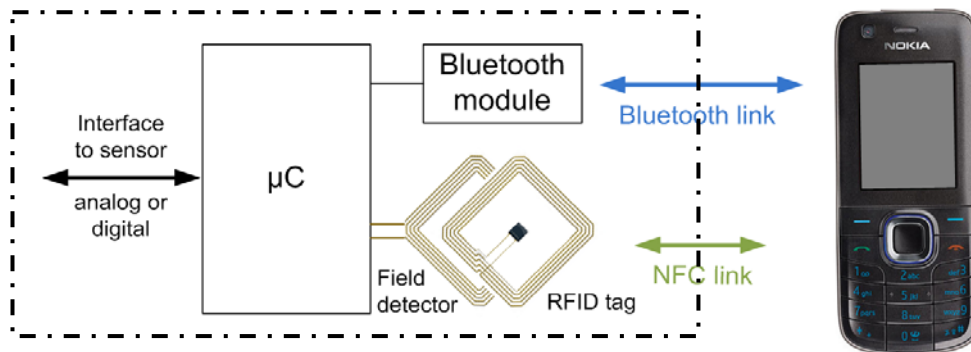 Interface
to sensor
analog or
digital
µC
Bluetooth
module
Bluetooth link
Field
detector
RFID tag
NFC link
NOKIA